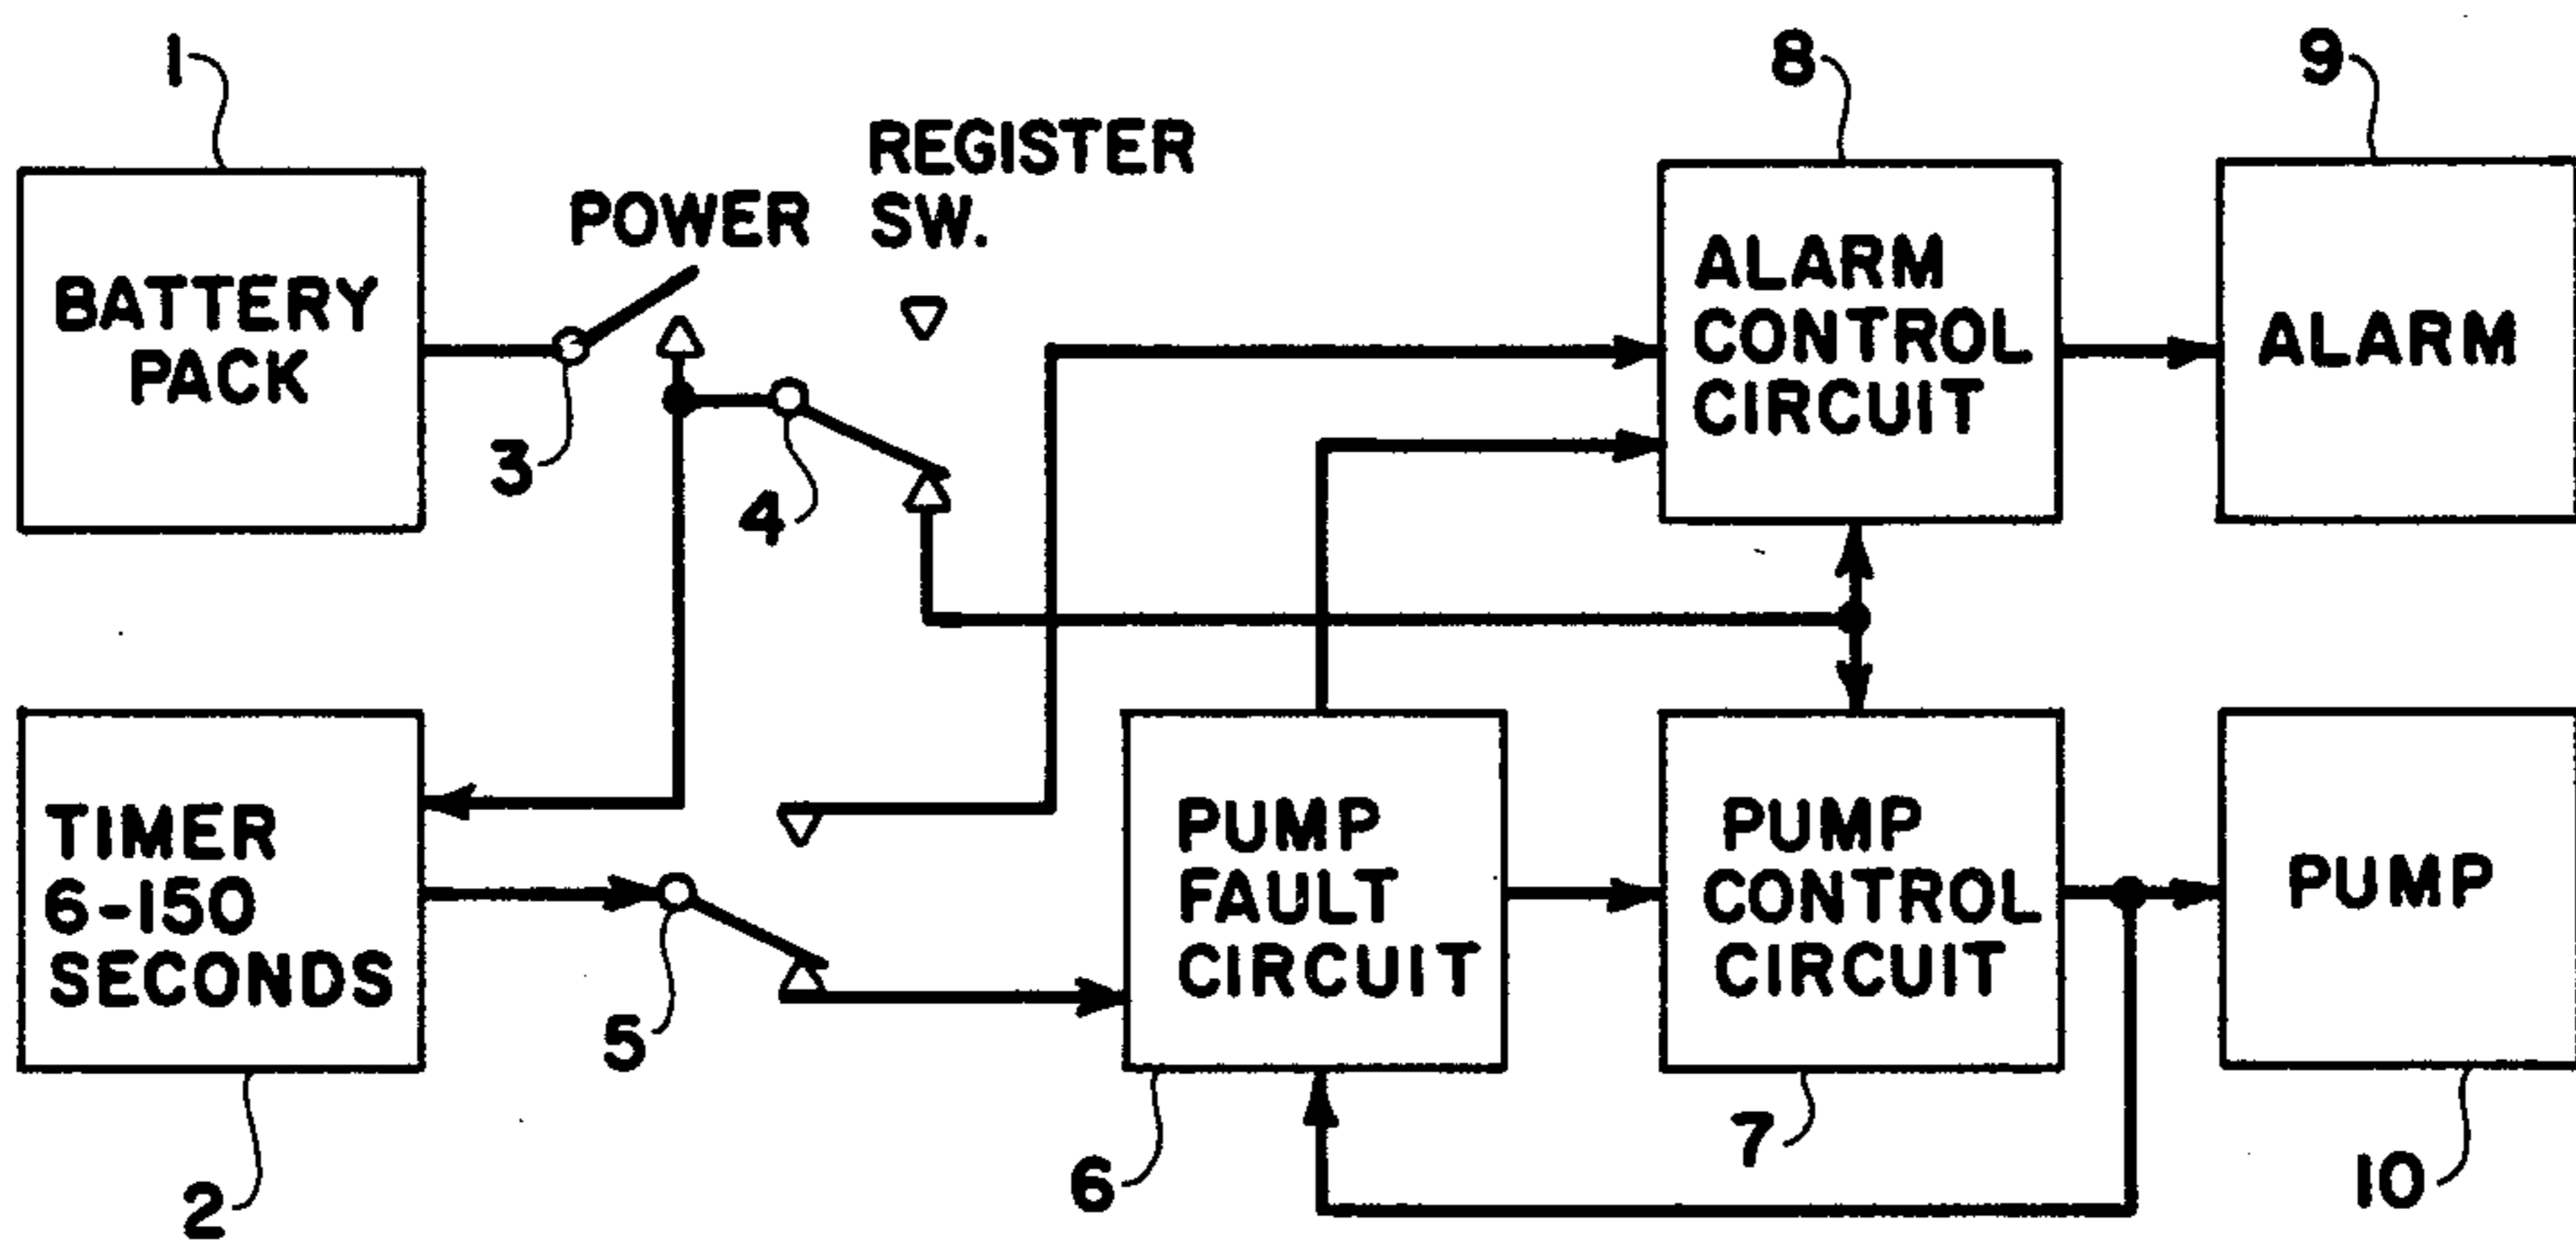 1
8
9
REGISTER
SW.
POWER
BATTERY
PACK
ALARM
CONTROL
CIRCUIT
ALARM
3
4
TIMER
6-150
SECONDS
PUMP
FAULT
CIRCUIT
PUMP
CONTROL
CIRCUIT
PUMP
5
2
6
7
10